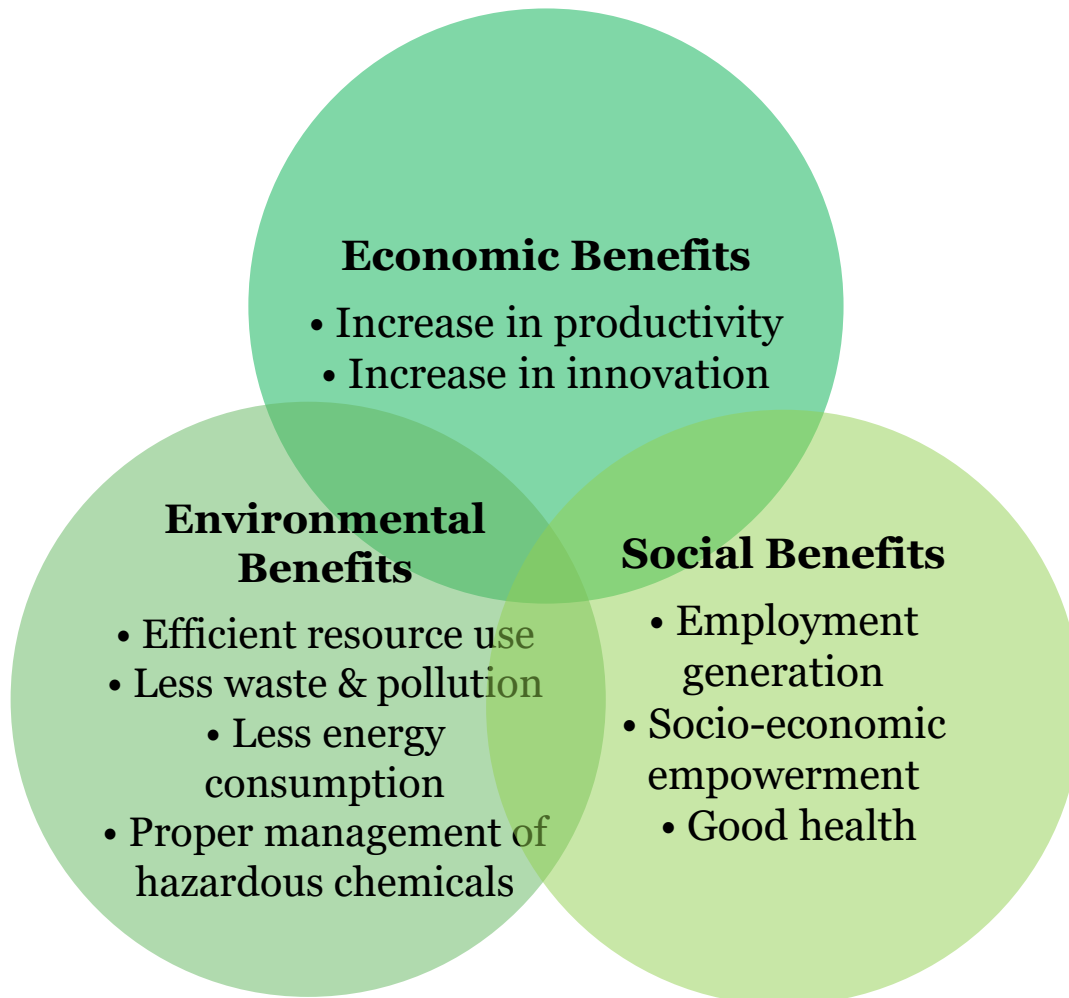 Economic Benefits
• Increase in productivity
• Increase in innovation
Environmental
Benefits
• Efficient resource use
• Less waste & pollution
• Less energy
consumption
• Proper management of
hazardous chemicals
Social Benefits
• Employment
generation
• Socio-economic
empowerment
• Good health